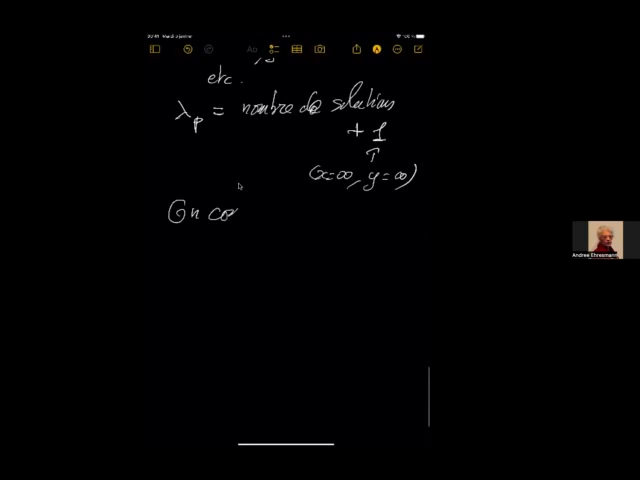 etc.
λp = nombre de solutions
+ 1
↑
(x=∞, y=∞)
On co
Andree Ehresmann